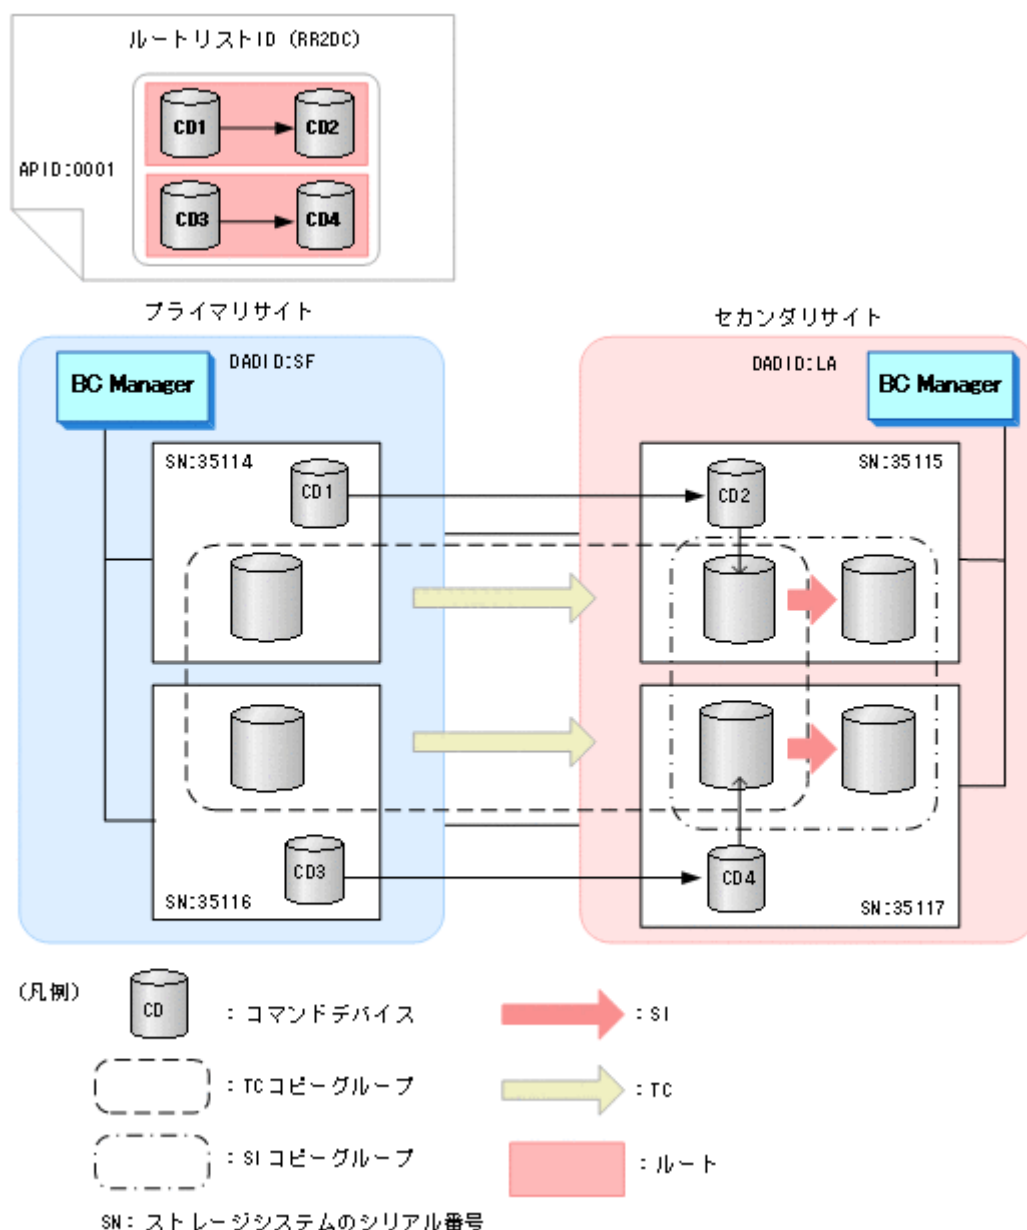 ルートリストID (RR2DC)
CD1
CD2
APID:0001
CD3
CD4
プライマリサイト
セカンダリサイト
BC Manager
DADID:SF
DADID:LA
BC Manager
SN:35114
CD1
CD2
SN:35115
CD3
SN:35116
CD4
SN:35117
(凡例)
CD
:コマンドデバイス
:SI
:TCコピーグループ
:TC
:SIコピーグループ
:ルート
SN:ストレージシステムのシリアル番号